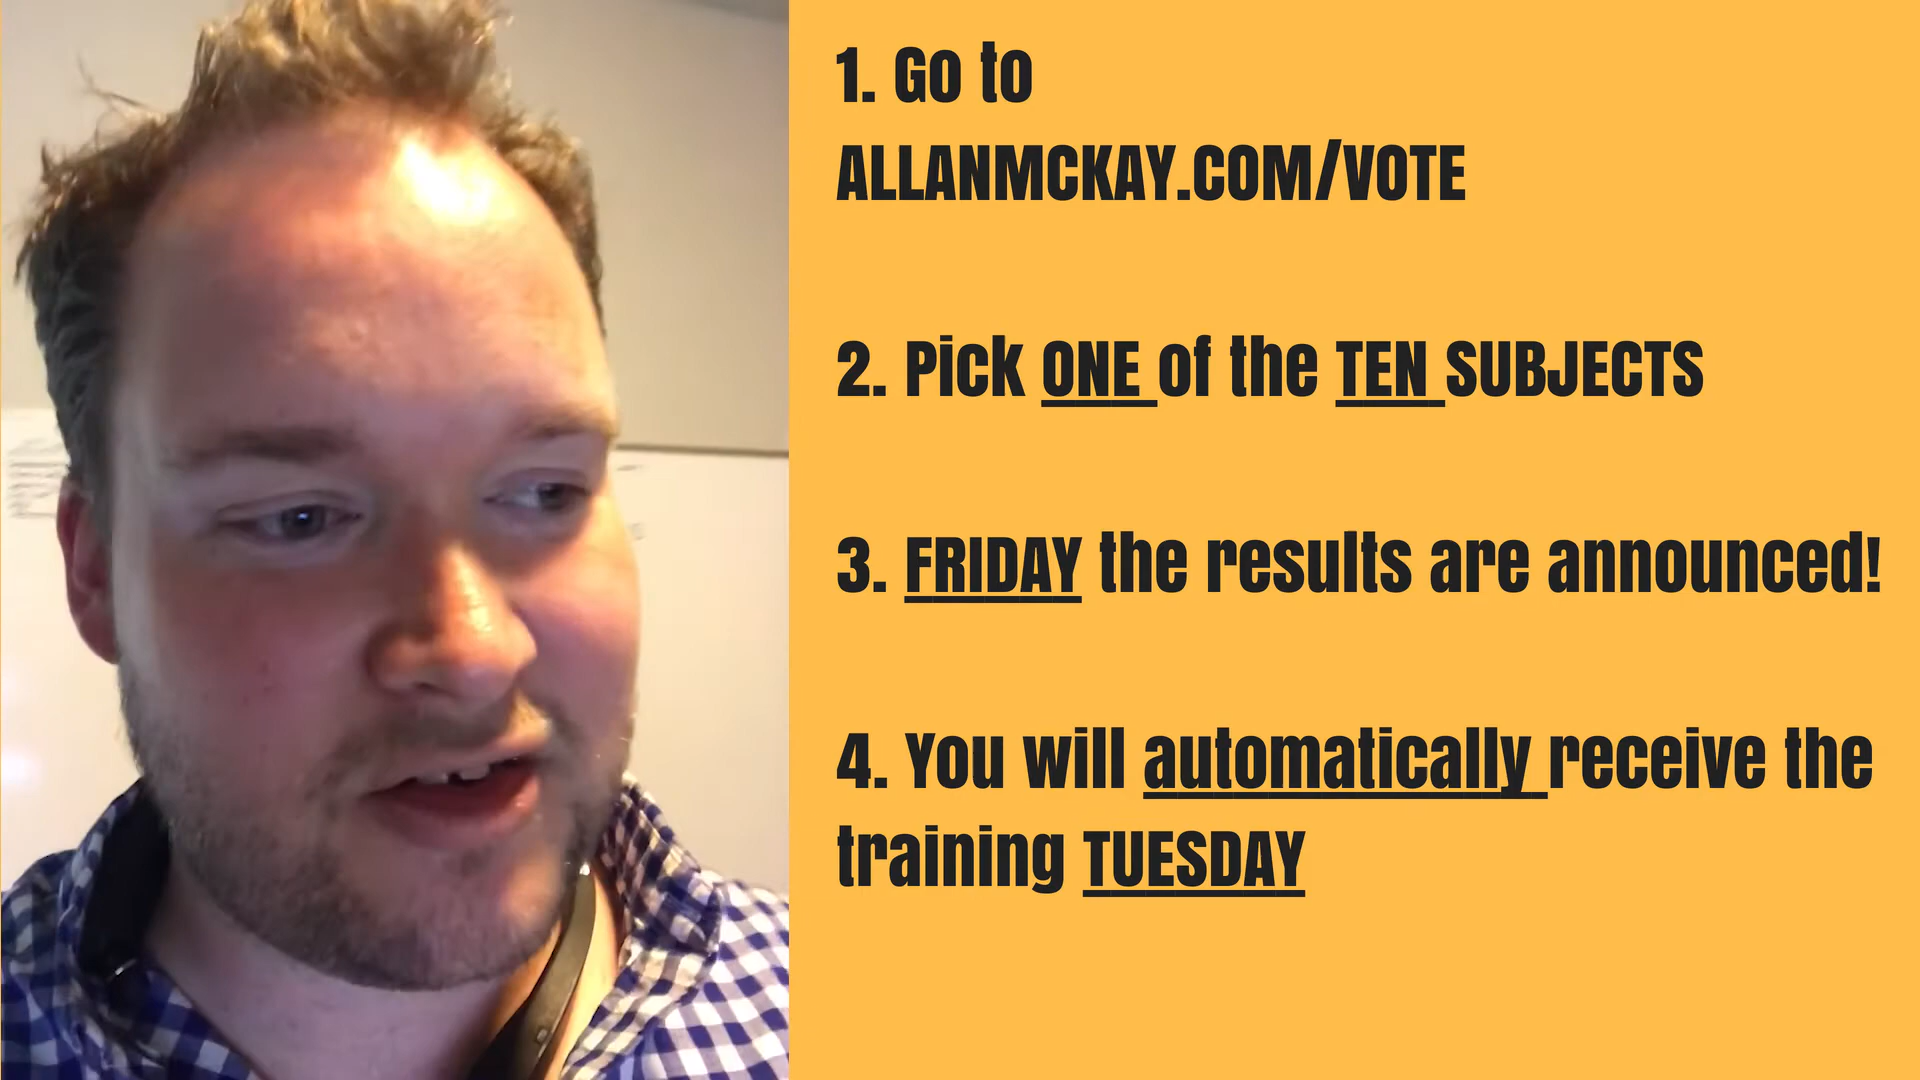 1. Go to
ALLANMCKAY.COM/VOTE
2. Pick ONE of the TEN SUBJECTS
3. FRIDAY the results are announced!
4. You will automatically receive the
training TUESDAY